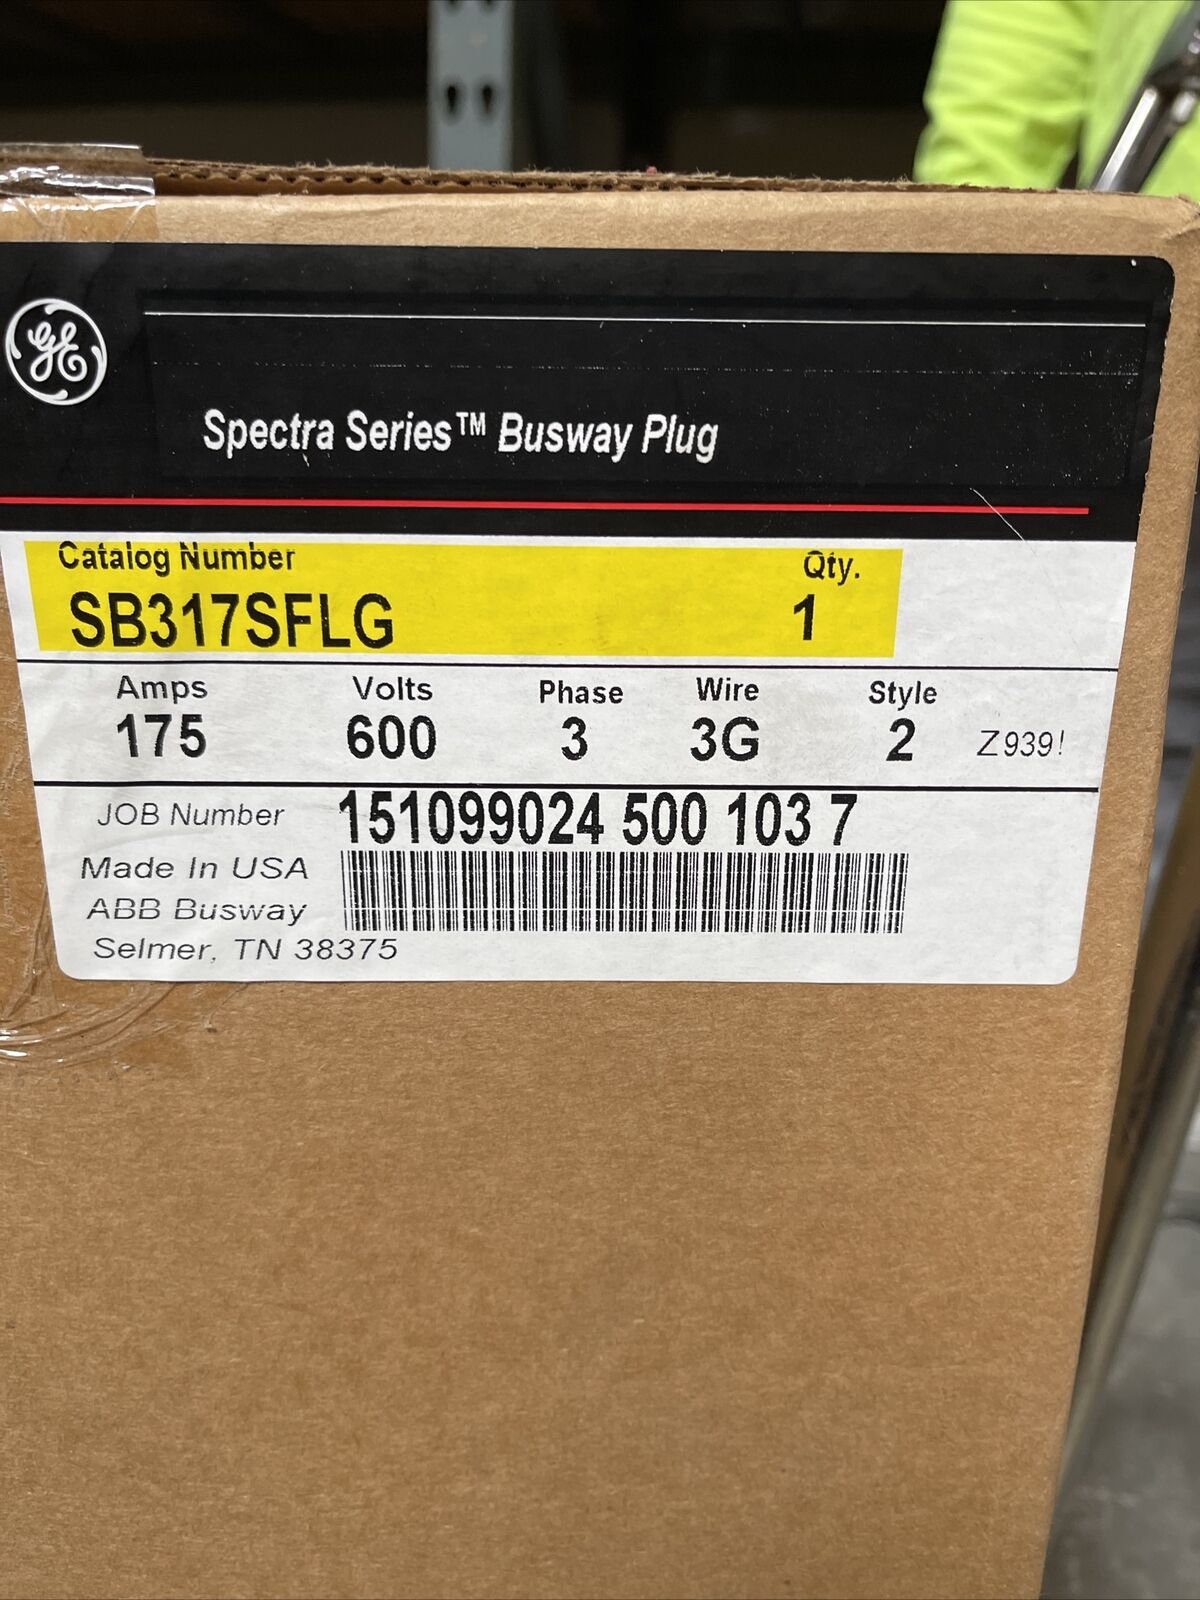 GE
Spectra Series™ Busway Plug
Catalog Number Qty.
SB317SFLG 1
Amps Volts Phase Wire Style
175 600 3 3G 2 Z939!
JOB Number 151099024 500 103 7
Made In USA
ABB Busway
Selmer, TN 38375